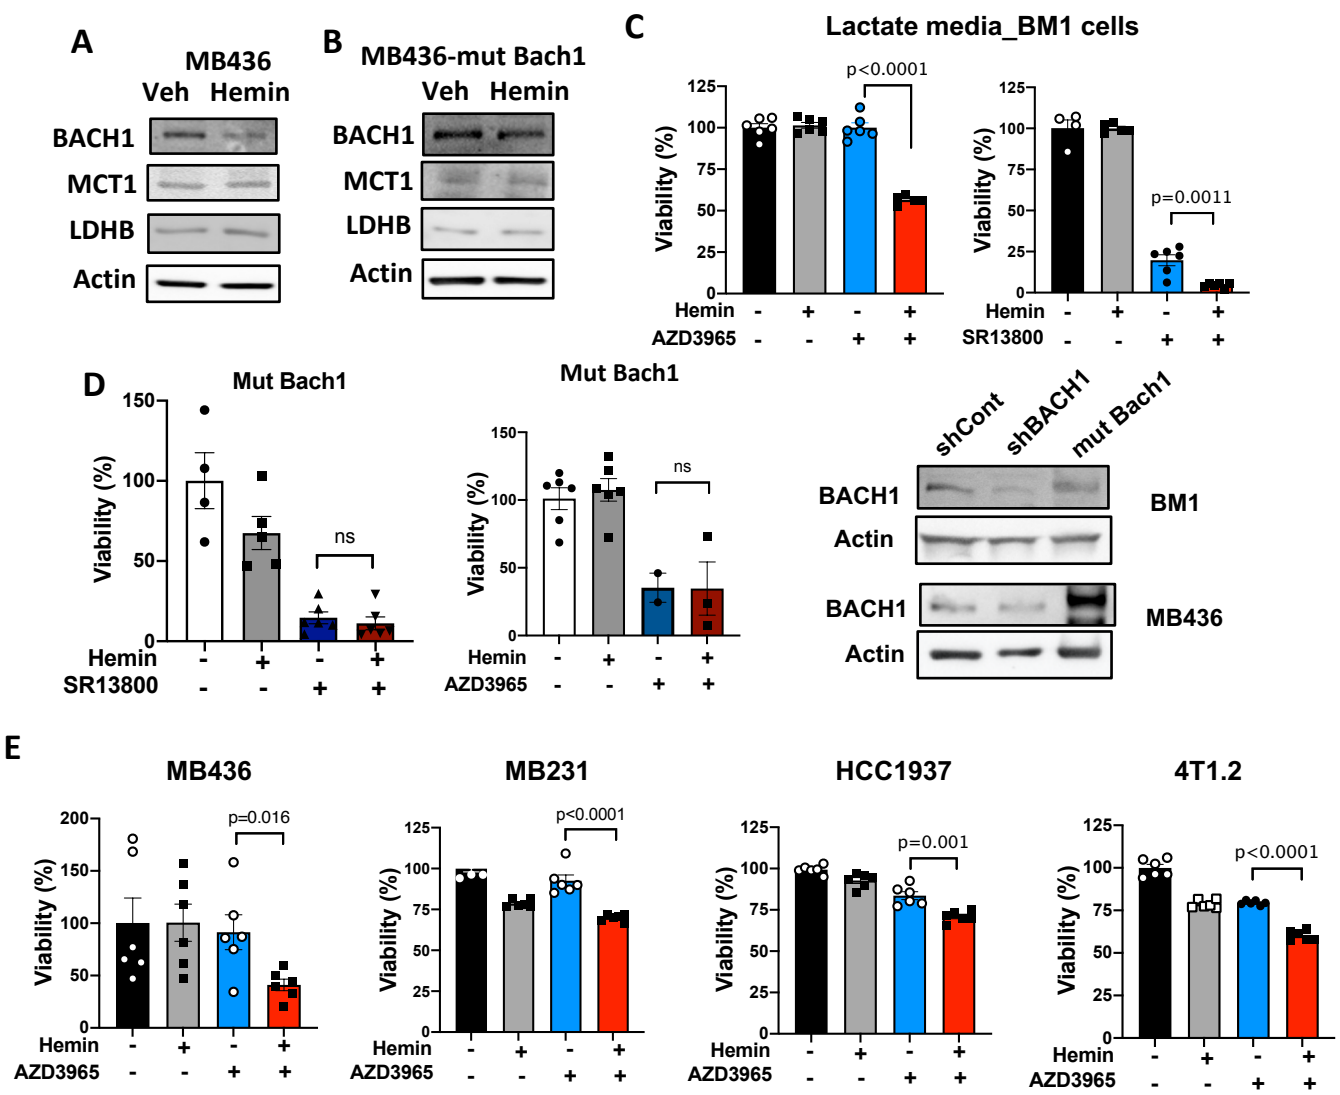 A
MB436
Veh Hemin
BACH1
MCT1
LDHB
Actin
B
MB436-mut Bach1
Veh Hemin
BACH1
MCT1
LDHB
Actin
C
Lactate media_BM1 cells
Viability (%)
125
100
75
50
25
0
p<0.0001
Hemin - + - +
AZD3965 - - + +
Viability (%)
125
100
75
50
25
0
p=0.0011
Hemin - + - +
SR13800 - - + +
D
Mut Bach1
Viability (%)
150
100
50
0
ns
Hemin - + - +
SR13800 - - + +
Mut Bach1
Viability (%)
150
100
50
0
ns
Hemin - + - +
AZD3965 - - + +
shCont shBACH1 mut Bach1
BACH1
Actin
BM1
BACH1
Actin
MB436
E
MB436
Viability (%)
200
150
100
50
0
p=0.016
Hemin - + - +
AZD3965 - - + +
MB231
Viability (%)
125
100
75
50
25
0
p<0.0001
Hemin - + - +
AZD3965 - - + +
HCC1937
Viability (%)
125
100
75
50
25
0
p=0.001
Hemin - + - +
AZD3965 - - + +
4T1.2
Viability (%)
125
100
75
50
25
0
p<0.0001
Hemin - + - +
AZD3965 - - + +